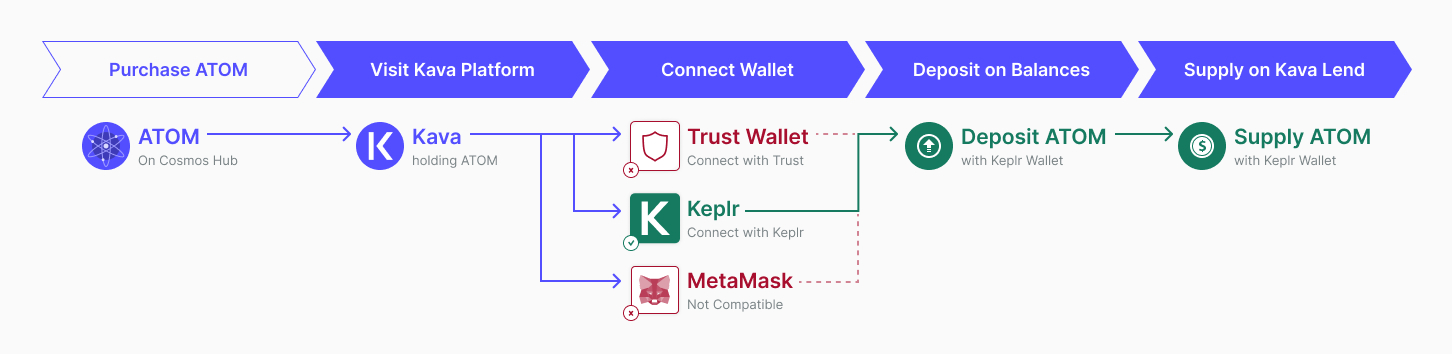 Purchase ATOM
Visit Kava Platform
Connect Wallet
Deposit on Balances
Supply on Kava Lend
ATOM
On Cosmos Hub
Kava
holding ATOM
Trust Wallet
Connect with Trust
Keplr
Connect with Keplr
MetaMask
Not Compatible
Deposit ATOM
with Keplr Wallet
Supply ATOM
with Keplr Wallet